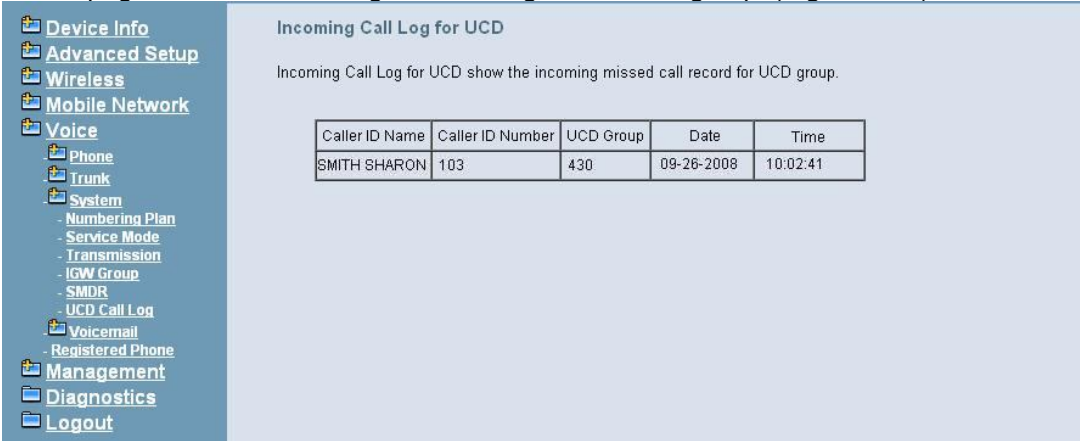 Device Info
Advanced Setup
Wireless
Mobile Network
Voice
Phone
Trunk
System
- Numbering Plan
- Service Mode
- Transmission
- IGW Group
- SMDR
- UCD Call Log
Voicemail
- Registered Phone
Management
Diagnostics
Logout
Incoming Call Log for UCD
Incoming Call Log for UCD show the incoming missed call record for UCD group.
Caller ID Name Caller ID Number UCD Group Date Time
SMITH SHARON 103 430 09-26-2008 10:02:41